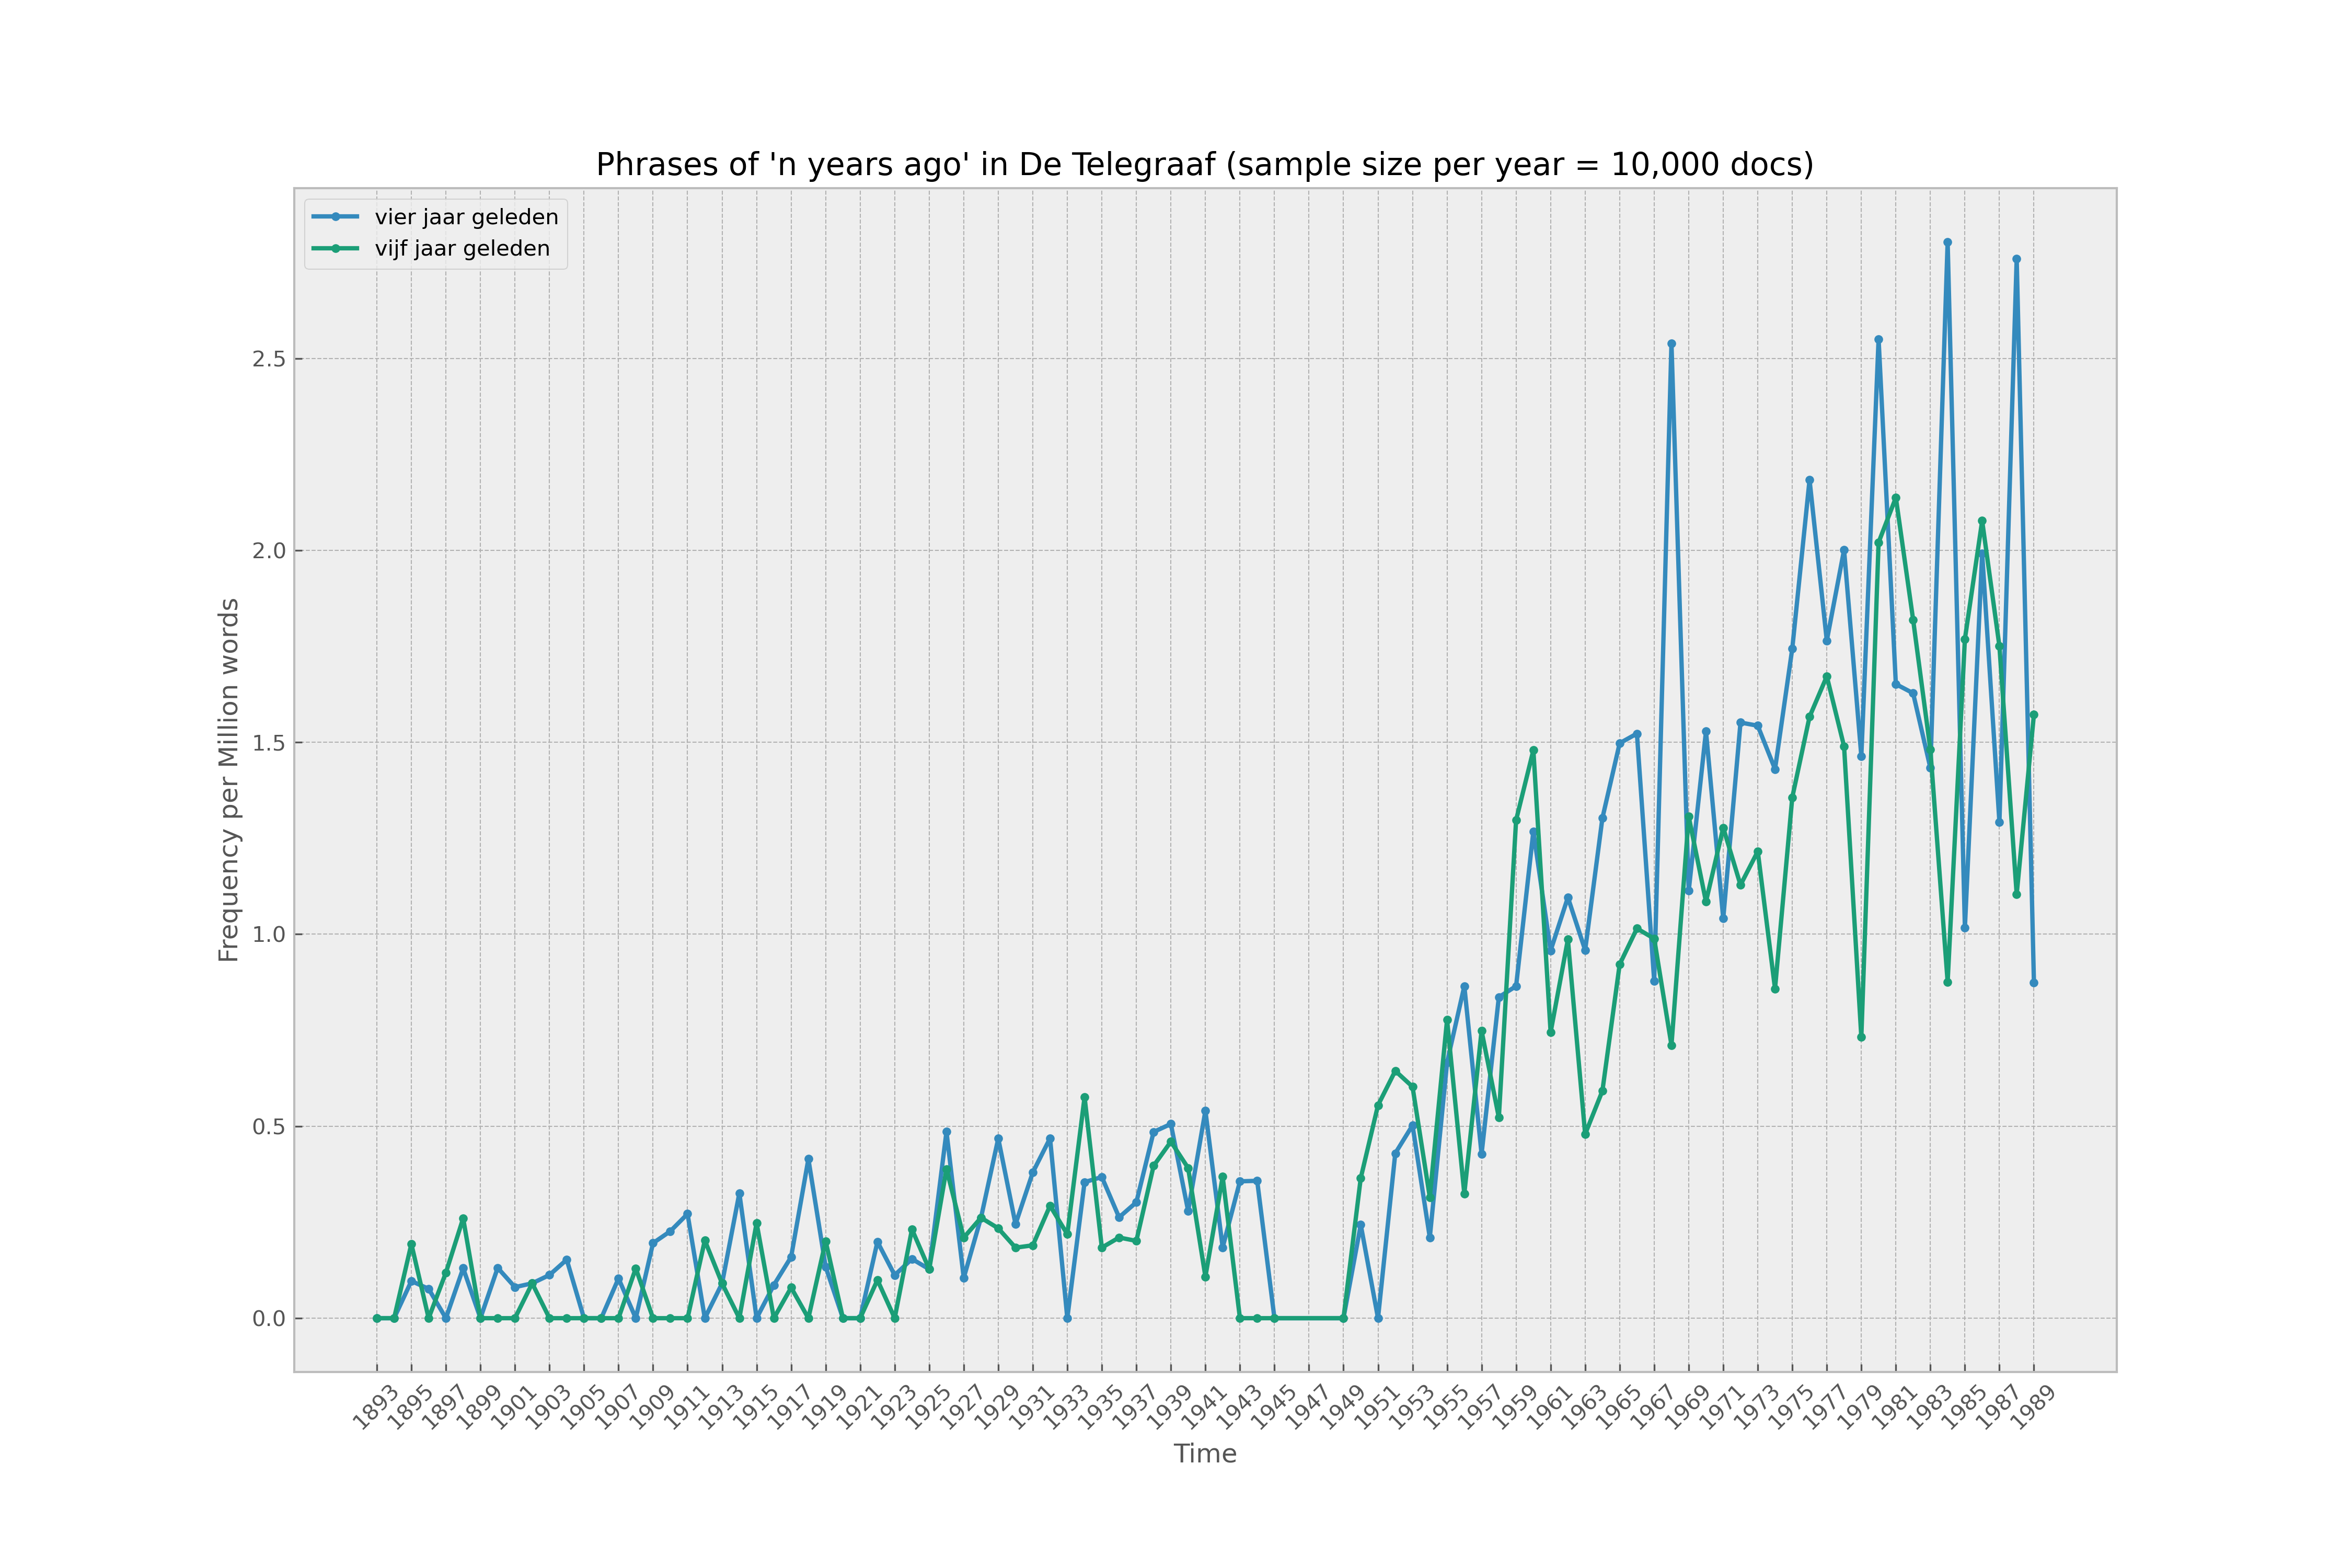 Phrases of 'n years ago' in De Telegraaf (sample size per year = 10,000 docs)
vier jaar geleden
vijf jaar geleden
Frequency per Million words
2.5
2.0
1.5
1.0
0.5
0.0
1893 1895 1897 1899 1901 1903 1905 1907 1909 1911 1913 1915 1917 1919 1921 1923 1925 1927 1929 1931 1933 1935 1937 1939 1941 1943 1945 1947 1949 1951 1953 1955 1957 1959 1961 1963 1965 1967 1969 1971 1973 1975 1977 1979 1981 1983 1985 1987 1989
Time